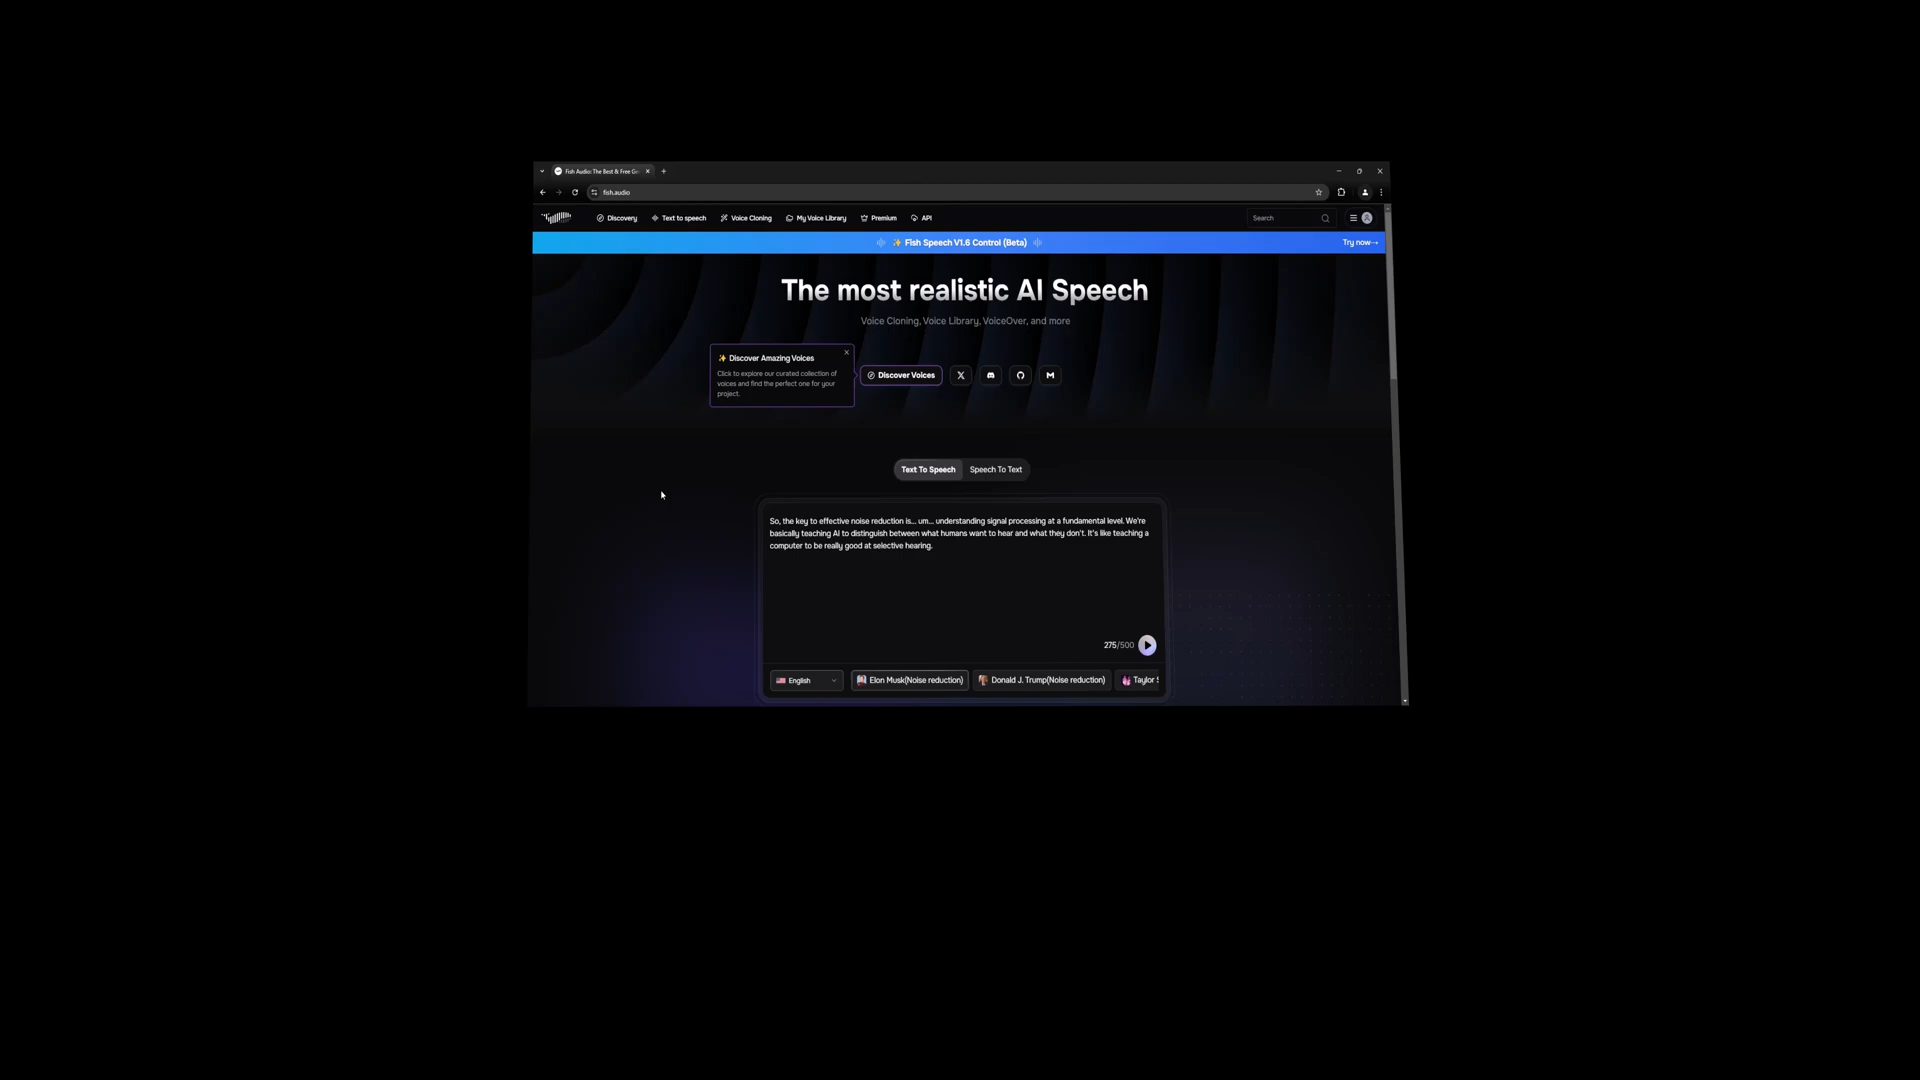 Fish Audio: The Best & Free Ge
fish.audio
Discovery Text to speech Voice Cloning My Voice Library Premium API Search
✨ Fish Speech V1.6 Control (Beta) Try now→
The most realistic AI Speech
Voice Cloning, Voice Library, VoiceOver, and more
✨ Discover Amazing Voices
Click to explore our curated collection of
voices and find the perfect one for your
project.
Discover Voices
Text To Speech Speech To Text
So, the key to effective noise reduction is... um... understanding signal processing at a fundamental level. We're
basically teaching AI to distinguish between what humans want to hear and what they don't. It's like teaching a
computer to be really good at selective hearing.
275/500
English Elon Musk(Noise reduction) Donald J. Trump(Noise reduction) Taylor S